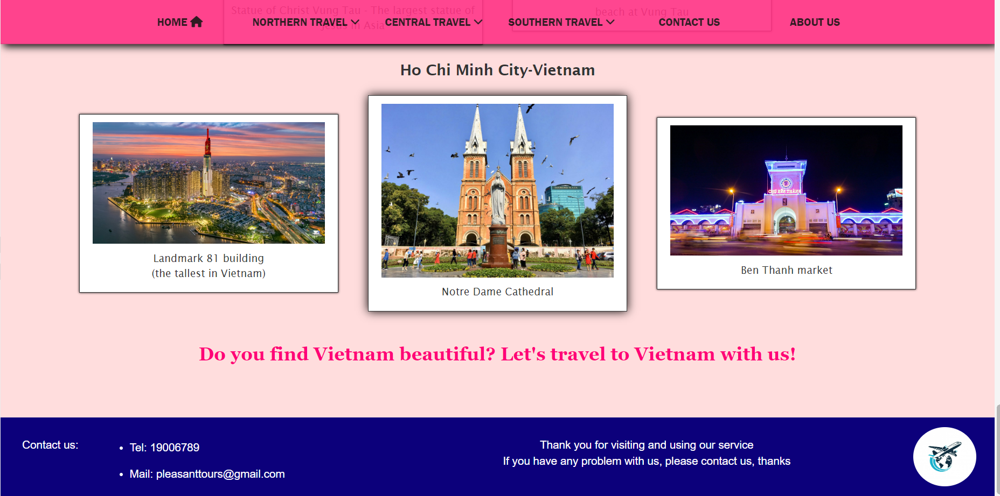 Statue of Christ Vung Tau - The largest statue of
Jesus in Asia
beach at Vung Tau
HOME
NORTHERN TRAVEL
CENTRAL TRAVEL
SOUTHERN TRAVEL
CONTACT US
ABOUT US
Ho Chi Minh City-Vietnam
DIAMOND PLAZA
CHỢ BẾN THÀNH
Landmark 81 building
(the tallest in Vietnam)
Notre Dame Cathedral
Ben Thanh market
Do you find Vietnam beautiful? Let's travel to Vietnam with us!
Contact us:
• Tel: 19006789
• Mail: pleasanttours@gmail.com
Thank you for visiting and using our service
If you have any problem with us, please contact us, thanks